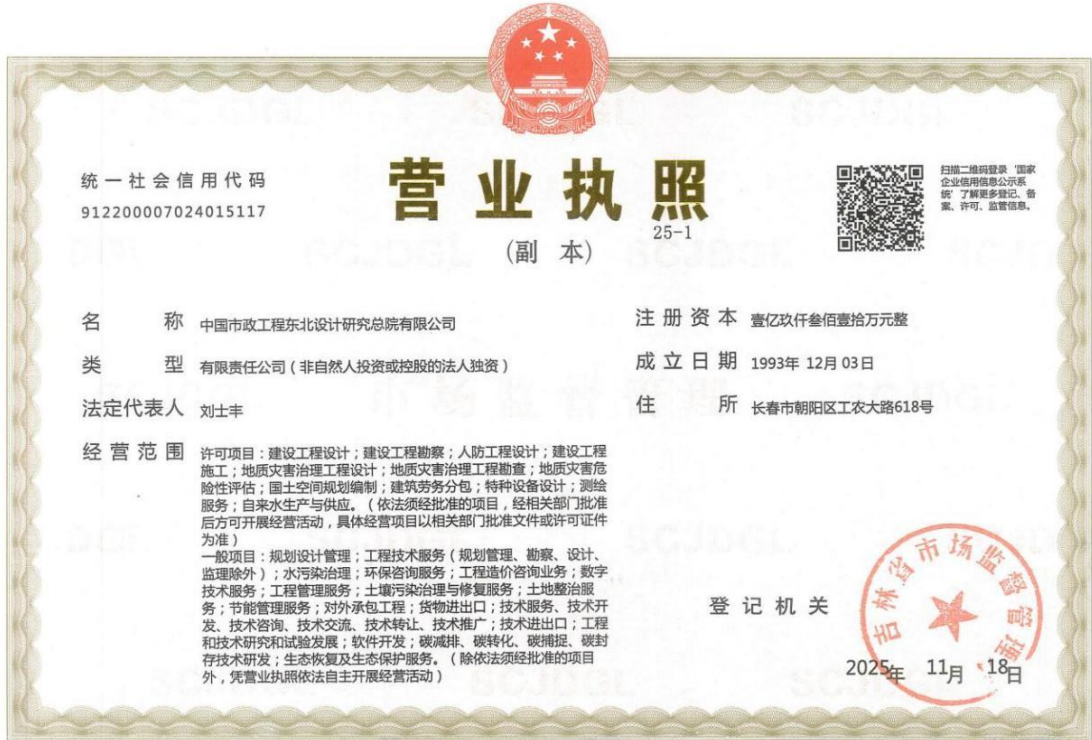 统一社会信用代码
912200007024015117
营业执照
(副 本)
25-1
扫描二维码登录‘国家
企业信用信息公示系
统’了解更多登记、备
案、许可、监管信息。
名 称 中国市政工程东北设计研究总院有限公司
类 型 有限责任公司（非自然人投资或控股的法人独资）
法定代表人 刘士丰
经营范围 许可项目：建设工程设计；建设工程勘察；人防工程设计；建设工程
施工；地质灾害治理工程设计；地质灾害治理工程勘查；地质灾害危
险性评估；国土空间规划编制；建筑劳务分包；特种设备设计；测绘
服务；自来水生产与供应。（依法须经批准的项目，经相关部门批准
后方可开展经营活动，具体经营项目以相关部门批准文件或许可证件
为准）
一般项目：规划设计管理；工程技术服务（规划管理、勘察、设计、
监理除外）；水污染治理；环保咨询服务；工程造价咨询业务；数字
技术服务；工程管理服务；土壤污染治理与修复服务；土地整治服
务；节能管理服务；对外承包工程；货物进出口；技术服务、技术开
发、技术咨询、技术交流、技术转让、技术推广；技术进出口；工程
和技术研究和试验发展；软件开发；碳减排、碳转化、碳捕捉、碳封
存技术研发；生态恢复及生态保护服务。（除依法须经批准的项目
外，凭营业执照依法自主开展经营活动）
注册资本 壹亿玖仟叁佰壹拾万元整
成立日期 1993年 12月 03日
住 所 长春市朝阳区工农大路618号
登记机关
吉林省市场监督管理
2025年 11月 18日